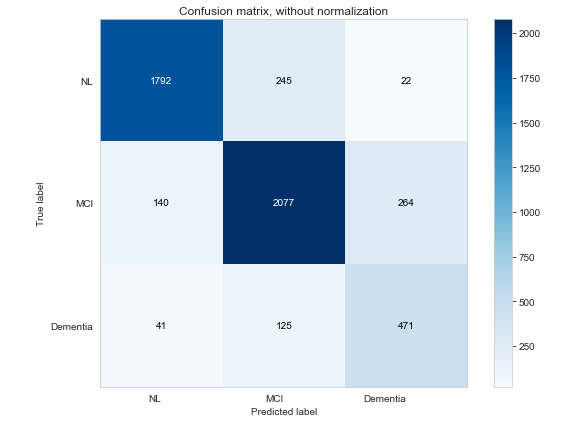 Confusion matrix, without normalization
NL 1792 245 22
MCI 140 2077 264
Dementia 41 125 471
NL MCI Dementia
Predicted label
True label
2000
1750
1500
1250
1000
750
500
250